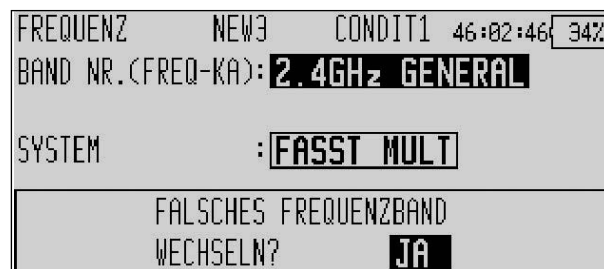 FREQUENZ NEW3 CONDIT1 46:02:46 34%
BAND NR.(FREQ-KA): 2.4GHz GENERAL
SYSTEM : FASST MULT
FALSCHES FREQUENZBAND
WECHSELN? JA